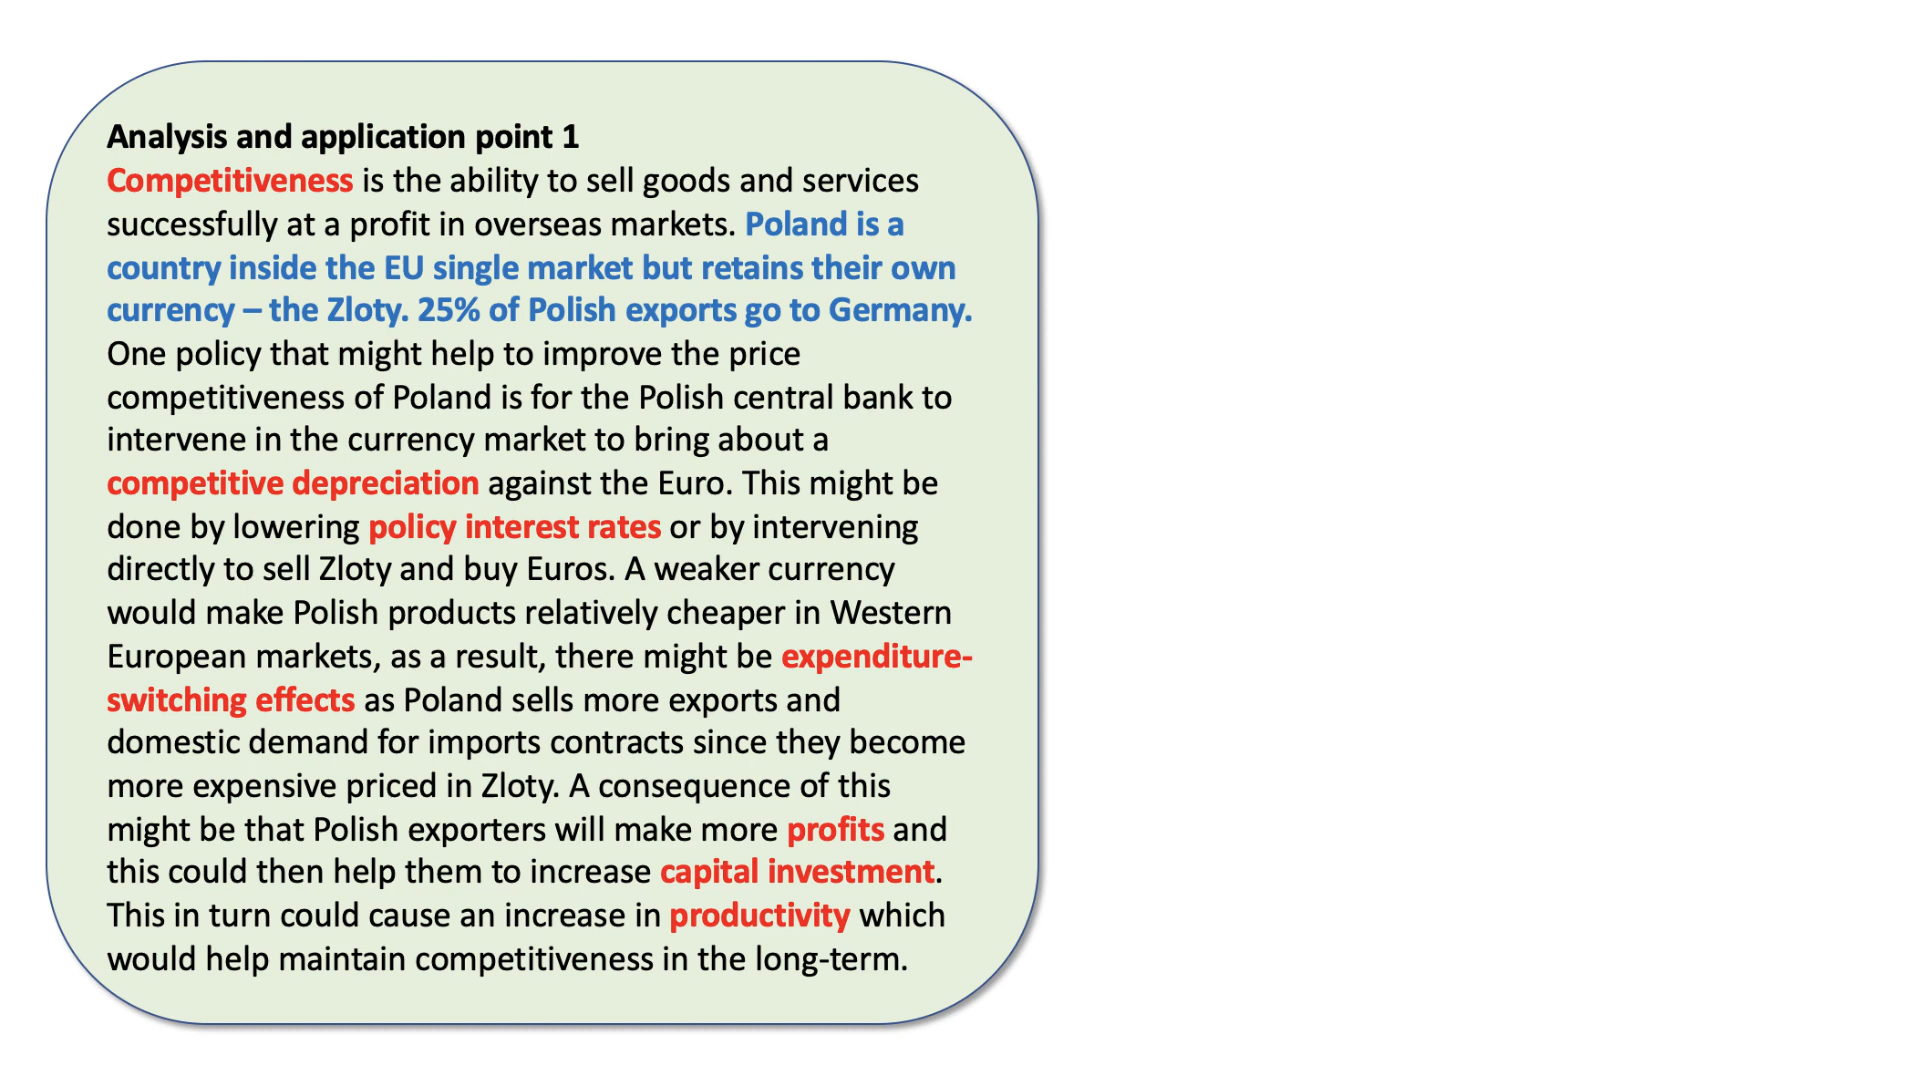 Analysis and application point 1
Competitiveness is the ability to sell goods and services
successfully at a profit in overseas markets. Poland is a
country inside the EU single market but retains their own
currency – the Zloty. 25% of Polish exports go to Germany.
One policy that might help to improve the price
competitiveness of Poland is for the Polish central bank to
intervene in the currency market to bring about a
competitive depreciation against the Euro. This might be
done by lowering policy interest rates or by intervening
directly to sell Zloty and buy Euros. A weaker currency
would make Polish products relatively cheaper in Western
European markets, as a result, there might be expenditure-
switching effects as Poland sells more exports and
domestic demand for imports contracts since they become
more expensive priced in Zloty. A consequence of this
might be that Polish exporters will make more profits and
this could then help them to increase capital investment.
This in turn could cause an increase in productivity which
would help maintain competitiveness in the long-term.